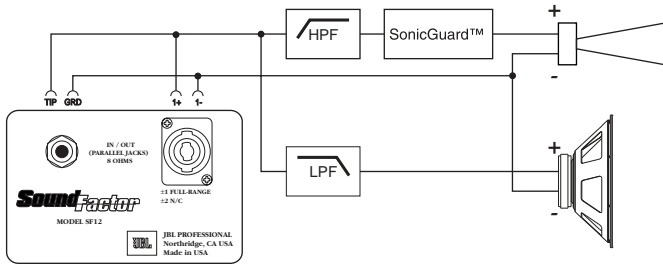 +
HPF
SonicGuard™
-
TIP GRD 1+ 1-
IN / OUT
(PARALLEL JACKS)
8 OHMS
+
LPF
±1 FULL-RANGE
±2 N/C
SoundFactor
-
MODEL SF12
JBL
JBL PROFESSIONAL
Northridge, CA USA
Made in USA